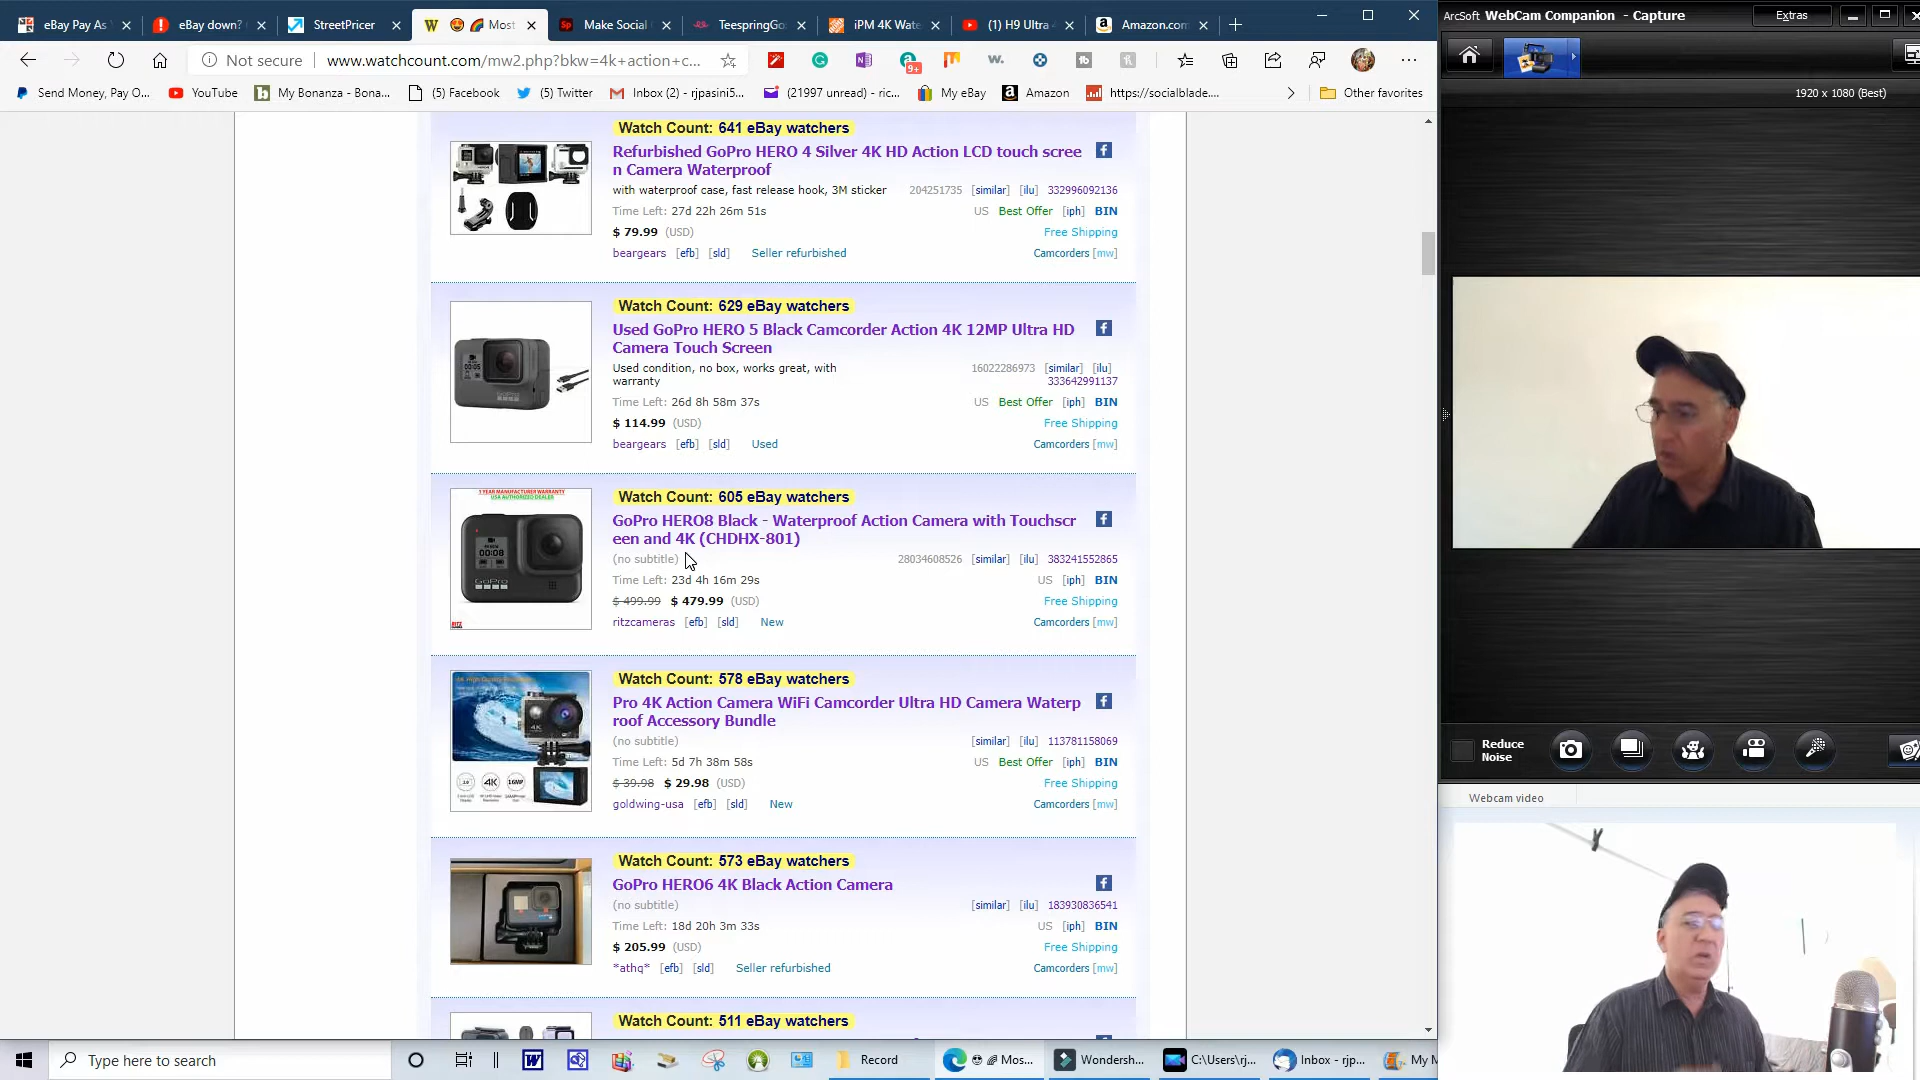 eBay Pay As
eBay down?
StreetPricer
Most
Make Social
TeespringGo
iPM 4K Wate
(1) H9 Ultra
Amazon.com
ArcSoft WebCam Companion - Capture
Extras
Not secure
www.watchcount.com/mw2.php?bkw=4k+action+c...
9+
Send Money, Pay O...
YouTube
My Bonanza - Bona...
(5) Facebook
(5) Twitter
Inbox (2) - rjpasini5...
(21997 unread) - ric...
My eBay
Amazon
https://socialblade....
Other favorites
1920 x 1080 (Best)
Watch Count: 641 eBay watchers
Refurbished GoPro HERO 4 Silver 4K HD Action LCD touch scree
n Camera Waterproof
with waterproof case, fast release hook, 3M sticker 204251735 [similar] [ilu] 332996092136
Time Left: 27d 22h 26m 51s US Best Offer [iph] BIN
$ 79.99 (USD) Free Shipping
beargears [efb] [sld] Seller refurbished Camcorders [mw]
Watch Count: 629 eBay watchers
Used GoPro HERO 5 Black Camcorder Action 4K 12MP Ultra HD
Camera Touch Screen
Used condition, no box, works great, with 16022286973 [similar] [ilu]
warranty 333642991137
Time Left: 26d 8h 58m 37s US Best Offer [iph] BIN
$ 114.99 (USD) Free Shipping
beargears [efb] [sld] Used Camcorders [mw]
1 YEAR MANUFACTURER WARRANTY
USA AUTHORIZED DEALER
Watch Count: 605 eBay watchers
GoPro HERO8 Black - Waterproof Action Camera with Touchscr
een and 4K (CHDHX-801)
(no subtitle) 28034608526 [similar] [ilu] 383241552865
Time Left: 23d 4h 16m 29s US [iph] BIN
$ 499.99 $ 479.99 (USD) Free Shipping
ritzcameras [efb] [sld] New Camcorders [mw]
00:08
GoPro
Watch Count: 578 eBay watchers
Pro 4K Action Camera WiFi Camcorder Ultra HD Camera Waterp
roof Accessory Bundle
(no subtitle) [similar] [ilu] 113781158069
Time Left: 5d 7h 38m 58s US Best Offer [iph] BIN
$ 39.98 $ 29.98 (USD) Free Shipping
goldwing-usa [efb] [sld] New Camcorders [mw]
4K
Watch Count: 573 eBay watchers
GoPro HERO6 4K Black Action Camera
(no subtitle) [similar] [ilu] 183930836541
Time Left: 18d 20h 3m 33s US [iph] BIN
$ 205.99 (USD) Free Shipping
*athq* [efb] [sld] Seller refurbished Camcorders [mw]
Watch Count: 511 eBay watchers
Reduce
Noise
Webcam video
Type here to search
Record
Mos...
Wondersh...
C:\Users\rj...
Inbox - rjp...
My M